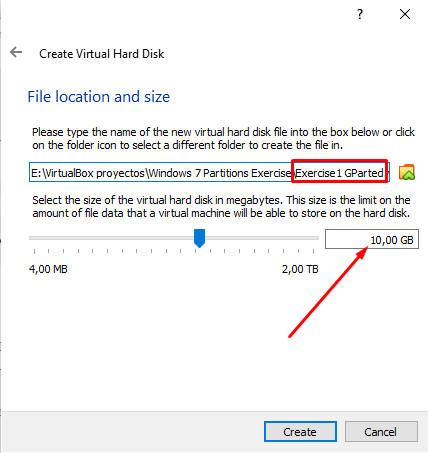 ?
Create Virtual Hard Disk
File location and size
Please type the name of the new virtual hard disk file into the box below or click
on the folder icon to select a different folder to create the file in.
E:\VirtualBox proyectos\Windows 7 Partitions Exercise\Exercise1 GParted
Select the size of the virtual hard disk in megabytes. This size is the limit on the
amount of file data that a virtual machine will be able to store on the hard disk.
10,00 GB
4,00 MB 2,00 TB
Create Cancel